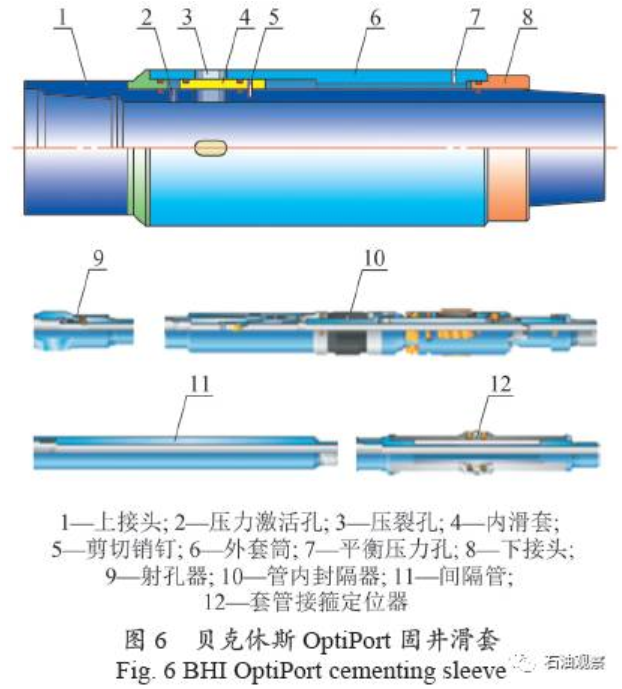 1 2 3 4 5 6 7 8
9 10
11 12
1—上接头; 2—压力激活孔; 3—压裂孔; 4—内滑套;
5—剪切销钉; 6—外套筒; 7—平衡压力孔; 8—下接头;
9—射孔器; 10—管内封隔器; 11—间隔管;
12—套管接箍定位器
图 6 贝克休斯 OptiPort 固井滑套
Fig. 6 BHI OptiPort cementing sleeve
石油观察